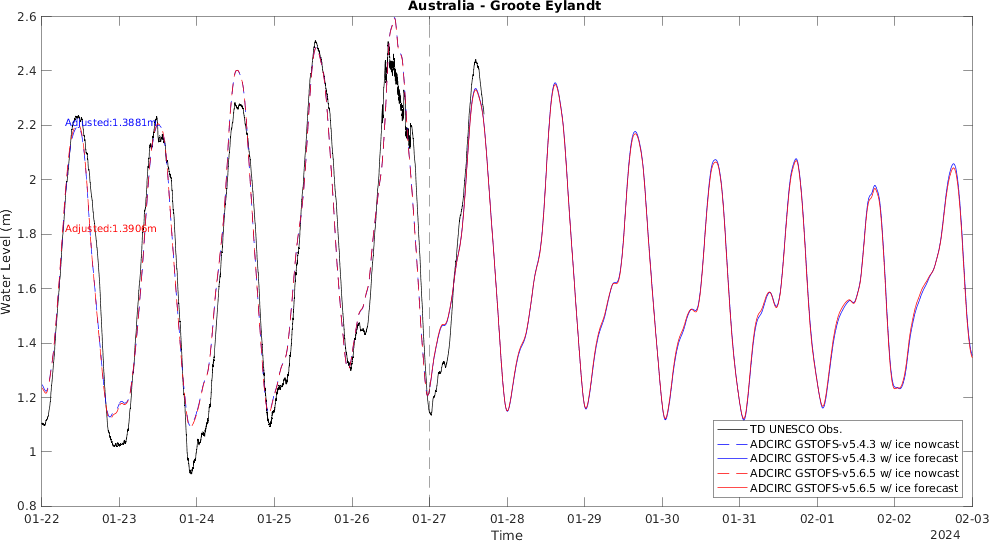 Australia - Groote Eylandt
2.6
2.4
2.2
2
1.8
1.6
1.4
1.2
1
0.8
Water Level (m)
Adjusted:1.3881m
Adjusted:1.3906m
TD UNESCO Obs.
ADCIRC GSTOFS-v5.4.3 w/ ice nowcast
ADCIRC GSTOFS-v5.4.3 w/ ice forecast
ADCIRC GSTOFS-v5.6.5 w/ ice nowcast
ADCIRC GSTOFS-v5.6.5 w/ ice forecast
01-22 01-23 01-24 01-25 01-26 01-27 01-28 01-29 01-30 01-31 02-01 02-02 02-03
Time
2024